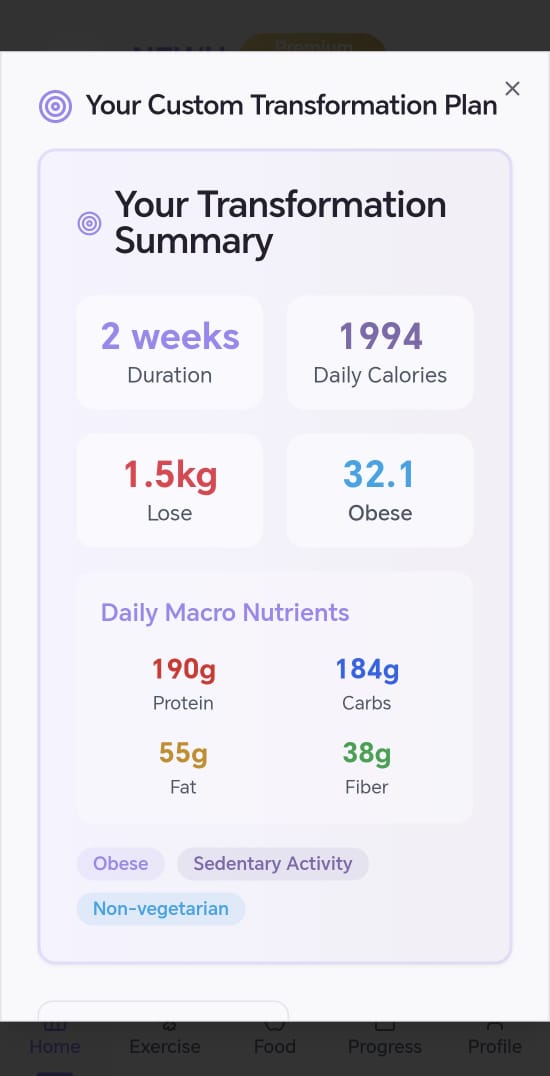 Premium
Your Custom Transformation Plan
Your Transformation
Summary
2 weeks
Duration
1994
Daily Calories
1.5kg
Lose
32.1
Obese
Daily Macro Nutrients
190g
Protein
184g
Carbs
55g
Fat
38g
Fiber
Obese
Sedentary Activity
Non-vegetarian
Home
Exercise
Food
Progress
Profile